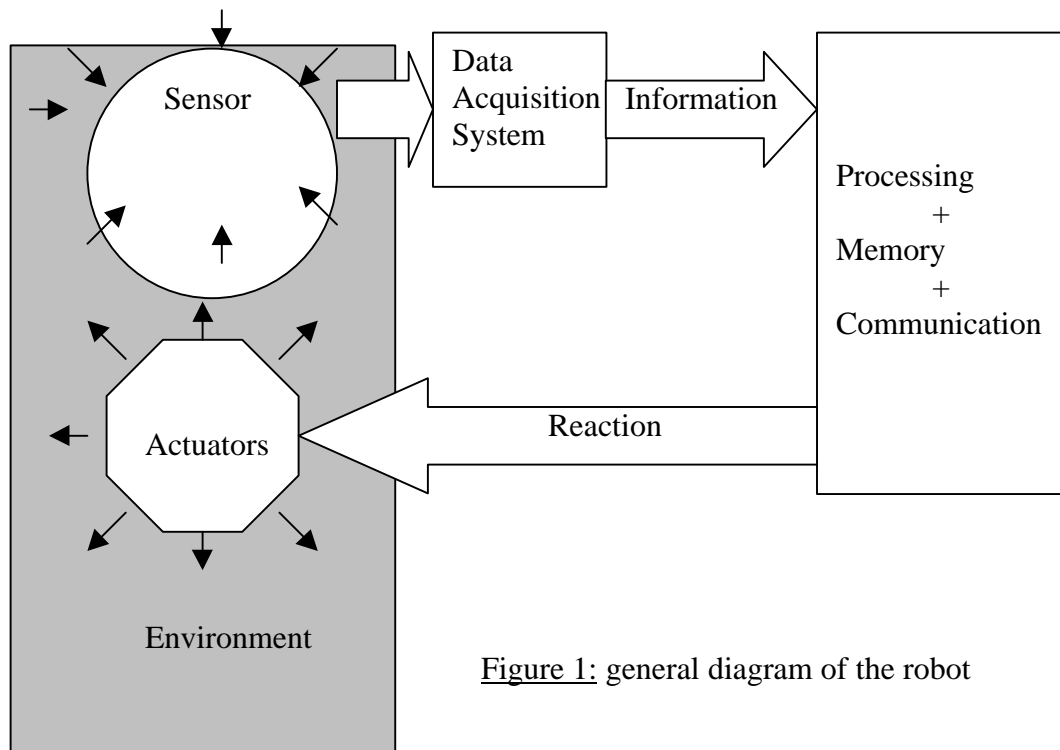 Sensor
Data
Acquisition
System
Information
Processing
+
Memory
+
Communication
Reaction
Actuators
Environment
Figure 1: general diagram of the robot